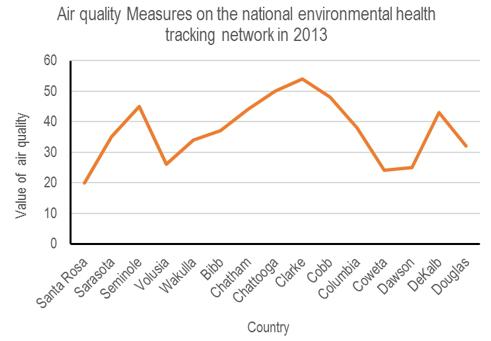 Air quality Measures on the national environmental health
tracking network in 2013
Value of air quality
60
50
40
30
20
10
0
Santa Rosa
Sarasota
Seminole
Volusia
Wakulla
Bibb
Chatham
Chattooga
Clarke
Cobb
Columbia
Coweta
Dawson
DeKalb
Douglas
Country